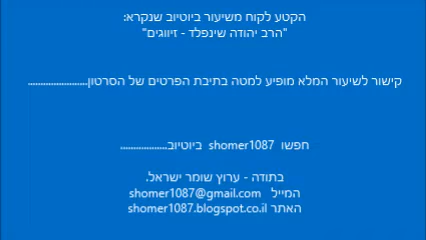 הקטע לקוח משיעור ביוטיוב שנקרא:
"הרב יהודה שינפלד - זיווגים"
קישור לשיעור המלא מופיע למטה בתיבת הפרטים של הסרטון.......................
חפשו shomer1087 ביוטיוב..................
בתודה - ערוץ שומר ישראל.
המייל shomer1087@gmail.com
האתר shomer1087.blogspot.co.il